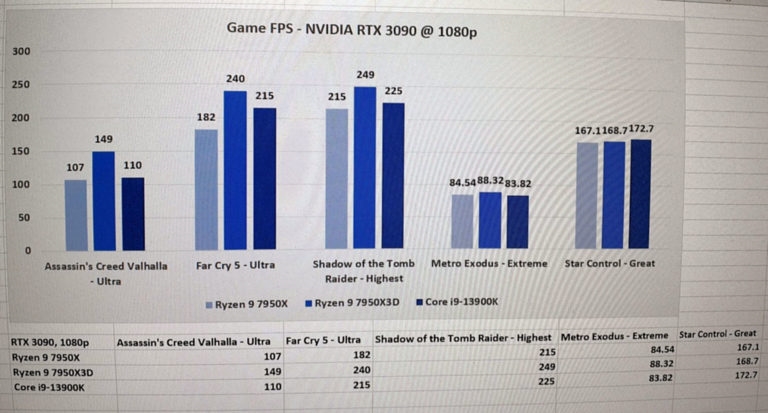 Game FPS - NVIDIA RTX 3090 @ 1080p
300
250
200
150
100
50
0
107 149 110
182 240 215
215 249 225
84.54 88.32 83.82
167.1 168.7 172.7
Assassin's Creed Valhalla
- Ultra
Far Cry 5 - Ultra
Shadow of the Tomb
Raider - Highest
Metro Exodus - Extreme
Star Control - Great
Ryzen 9 7950X Ryzen 9 7950X3D Core i9-13900K
RTX 3090, 1080p Assassin's Creed Valhalla - Ultra Far Cry 5 - Ultra Shadow of the Tomb Raider - Highest Metro Exodus - Extreme Star Control - Great
Ryzen 9 7950X 107 182 215 84.54 167.1
Ryzen 9 7950X3D 149 240 249 88.32 168.7
Core i9-13900K 110 215 225 83.82 172.7